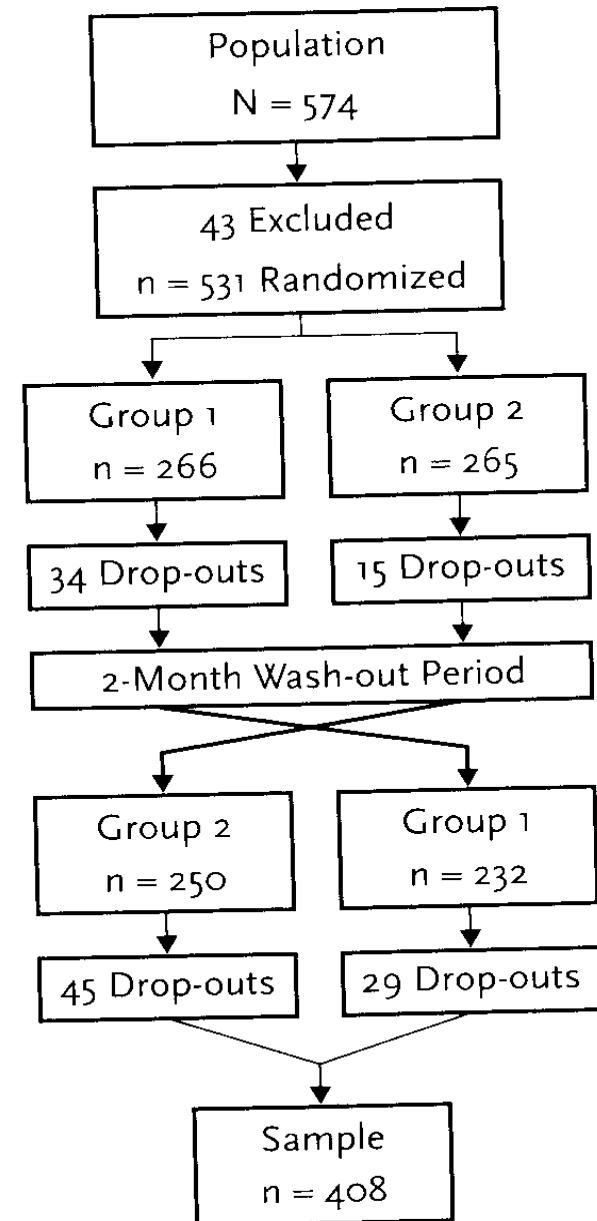 Population
N = 574
43 Excluded
n = 531 Randomized
Group 1
n = 266
Group 2
n = 265
34 Drop-outs
15 Drop-outs
2-Month Wash-out Period
Group 2
n = 250
Group 1
n = 232
45 Drop-outs
29 Drop-outs
Sample
n = 408